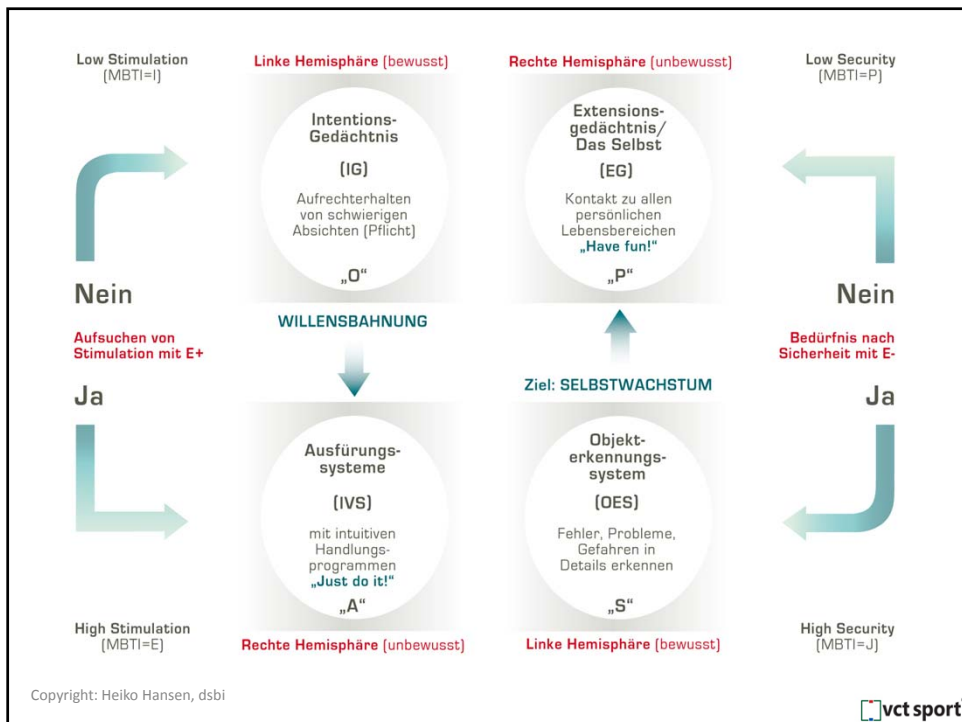 Low Stimulation
(MBTI=I)
Linke Hemisphäre (bewusst)
Rechte Hemisphäre (unbewusst)
Low Security
(MBTI=P)
Intentions-
Gedächtnis
(IG)
Aufrechterhalten
von schwierigen
Absichten (Pflicht)
„O“
Extensions-
gedächtnis/
Das Selbst
(EG)
Kontakt zu allen
persönlichen
Lebensbereichen
„Have fun!“
„P“
Nein
Aufsuchen von
Stimulation mit E+
Ja
WILLENSBAHNUNG
Ziel: SELBSTWACHSTUM
Nein
Bedürfnis nach
Sicherheit mit E-
Ja
Ausfürungs-
systeme
(IVS)
mit intuitiven
Handlungs-
programmen
„Just do it!“
„A“
Objekt-
erkennungs-
system
(OES)
Fehler, Probleme,
Gefahren in
Details erkennen
„S“
High Stimulation
(MBTI=E)
Rechte Hemisphäre (unbewusst)
Linke Hemisphäre (bewusst)
High Security
(MBTI=J)
Copyright: Heiko Hansen, dsbi
vct sport